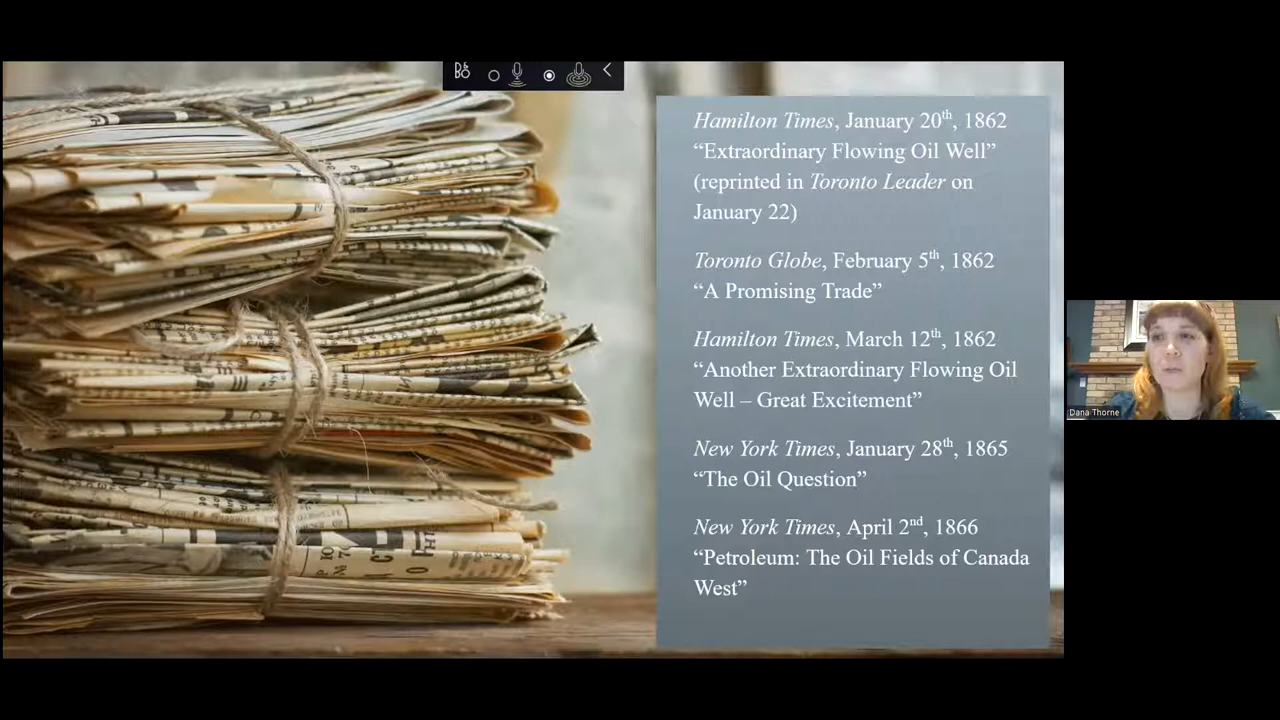 Hamilton Times, January 20th, 1862
“Extraordinary Flowing Oil Well”
(reprinted in Toronto Leader on
January 22)
Toronto Globe, February 5th, 1862
“A Promising Trade”
Hamilton Times, March 12th, 1862
“Another Extraordinary Flowing Oil
Well – Great Excitement”
New York Times, January 28th, 1865
“The Oil Question”
New York Times, April 2nd, 1866
“Petroleum: The Oil Fields of Canada
West”
Dana Thorne